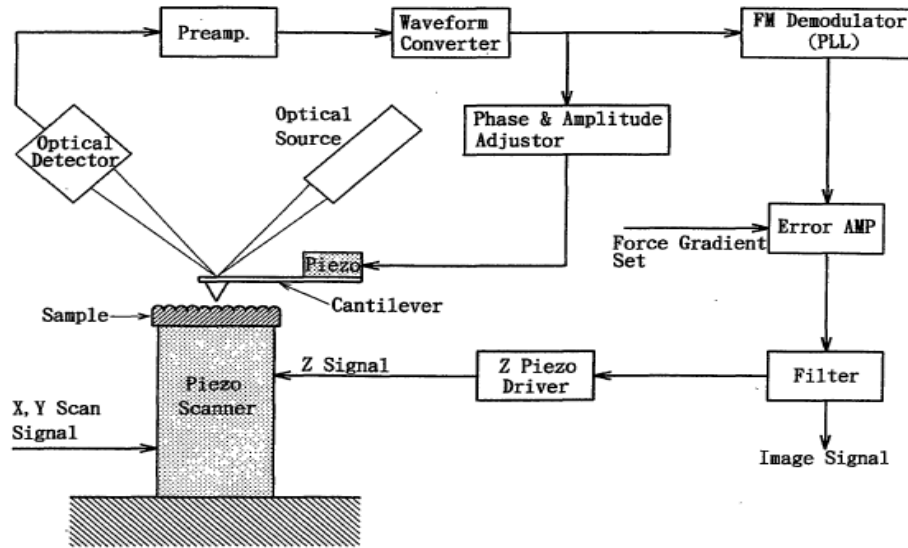 Preamp.
Waveform
Converter
FM Demodulator
(PLL)
Optical
Source
Phase & Amplitude
Adjustor
Optical
Detector
Force Gradient
Set
Error AMP
Piezo
Cantilever
Sample
Z Signal
Z Piezo
Driver
Filter
Piezo
Scanner
X,Y Scan
Signal
Image Signal